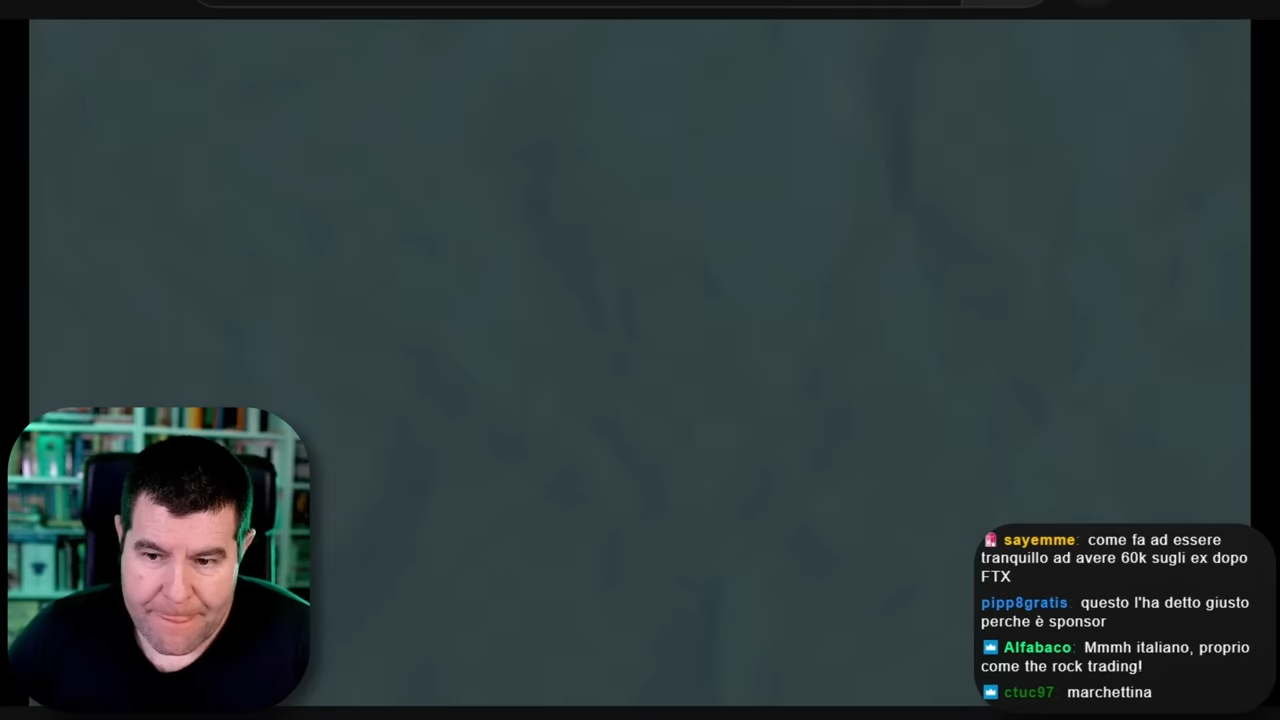 sayemme: come fa ad essere
tranquillo ad avere 60k sugli ex dopo
FTX
pipp8gratis: questo l'ha detto giusto
perche è sponsor
Alfabaco: Mmmh italiano, proprio
come the rock trading!
ctuc97: marchettina